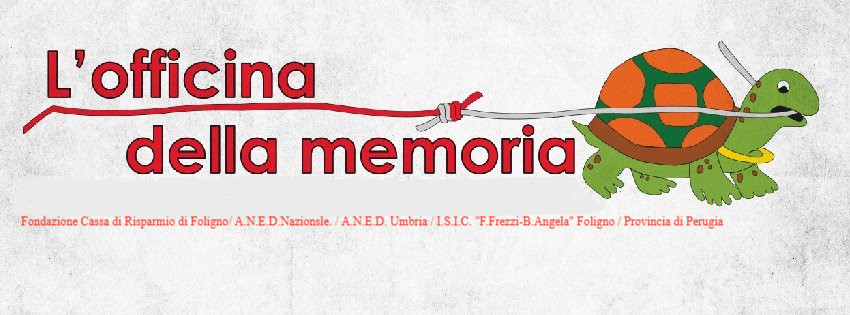 L'officina
della memoria
Fondazione Cassa di Risparmio di Foligno/ A.N.E.D.Nazionsle. / A.N.E.D. Umbria / I.S.I.C. "F.Frezzi-B.Angela" Foligno / Provincia di Perugia